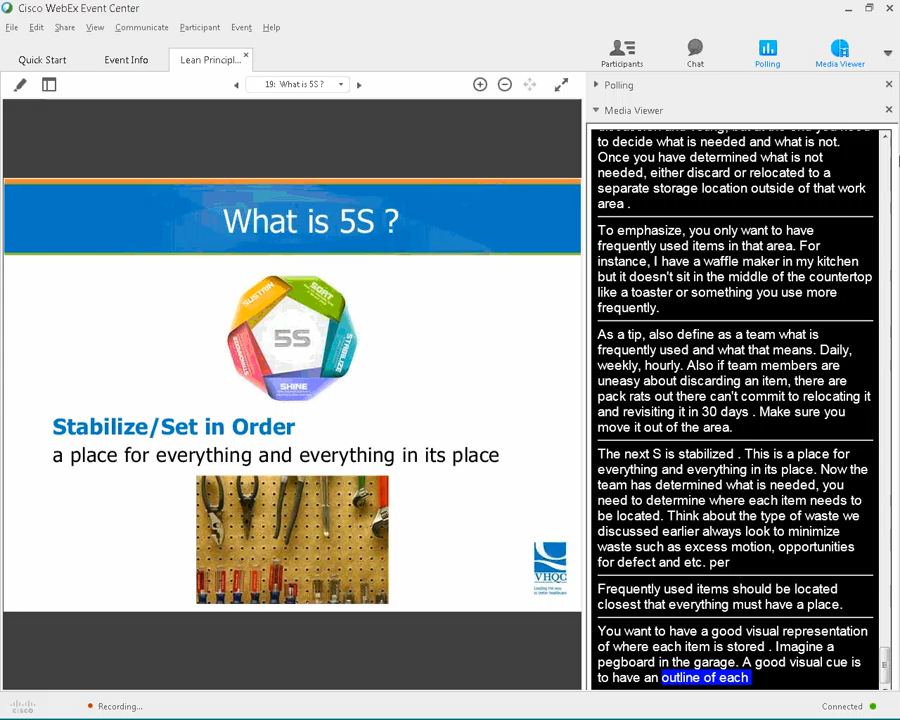 Cisco WebEx Event Center
File Edit Share View Communicate Participant Event Help
Quick Start Event Info Lean Principl...
Participants Chat Polling Media Viewer
19: What is 5S ?
Polling
Media Viewer
What is 5S ?
SUSTAIN
SORT
5S
STABILIZE
SHINE
Stabilize/Set in Order
a place for everything and everything in its place
VHQC
Leading the way
to better healthcare
to decide what is needed and what is not.
Once you have determined what is not
needed, either discard or relocated to a
separate storage location outside of that work
area .
To emphasize, you only want to have
frequently used items in that area. For
instance, I have a waffle maker in my kitchen
but it doesn't sit in the middle of the countertop
like a toaster or something you use more
frequently.
As a tip, also define as a team what is
frequently used and what that means. Daily,
weekly, hourly. Also if team members are
uneasy about discarding an item, there are
pack rats out there can't commit to relocating it
and revisiting it in 30 days . Make sure you
move it out of the area.
The next S is stabilized . This is a place for
everything and everything in its place. Now the
team has determined what is needed, you
need to determine where each item needs to
be located. Think about the type of waste we
discussed earlier always look to minimize
waste such as excess motion, opportunities
for defect and etc. per
Frequently used items should be located
closest that everything must have a place.
You want to have a good visual representation
of where each item is stored . Imagine a
pegboard in the garage. A good visual cue is
to have an outline of each
CISCO
Recording...
Connected